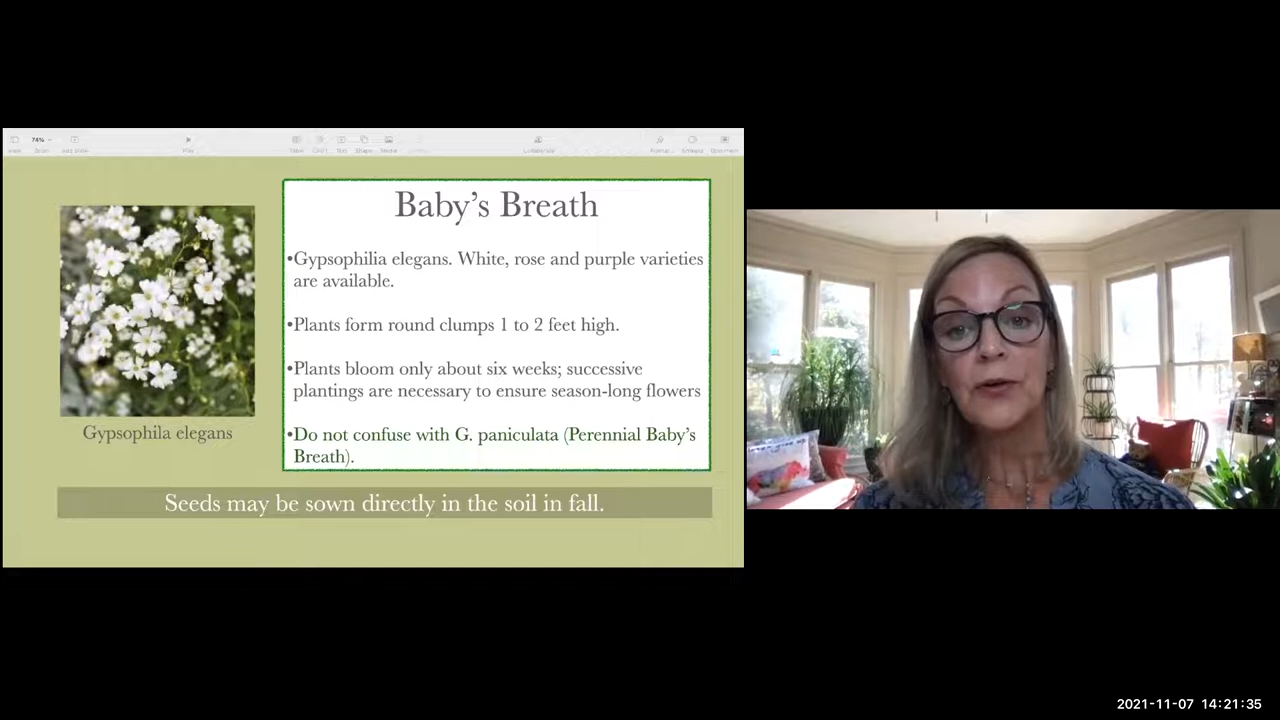 74%
Baby's Breath
•Gypsophilia elegans. White, rose and purple varieties
are available.
•Plants form round clumps 1 to 2 feet high.
•Plants bloom only about six weeks; successive
plantings are necessary to ensure season-long flowers
•Do not confuse with G. paniculata (Perennial Baby's
Breath).
Gypsophila elegans
Seeds may be sown directly in the soil in fall.
2021-11-07 14:21:35